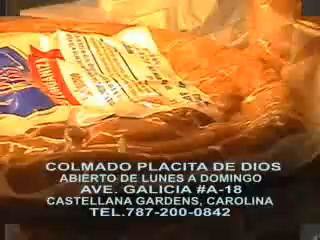 COLMADO PLACITA DE DIOS
ABIERTO DE LUNES A DOMINGO
AVE. GALICIA #A-18
CASTELLANA GARDENS, CAROLINA
TEL.787-200-0842